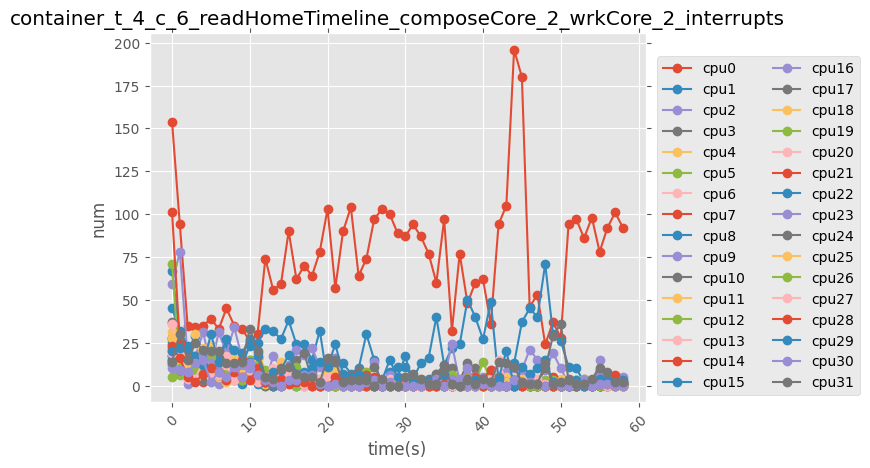 container_t_4_c_6_readHomeTimeline_composeCore_2_wrkCore_2_interrupts
200
175
150
125
100
75
50
25
0
num
0
10
20
30
40
50
60
time(s)
cpu0
cpu1
cpu2
cpu3
cpu4
cpu5
cpu6
cpu7
cpu8
cpu9
cpu10
cpu11
cpu12
cpu13
cpu14
cpu15
cpu16
cpu17
cpu18
cpu19
cpu20
cpu21
cpu22
cpu23
cpu24
cpu25
cpu26
cpu27
cpu28
cpu29
cpu30
cpu31